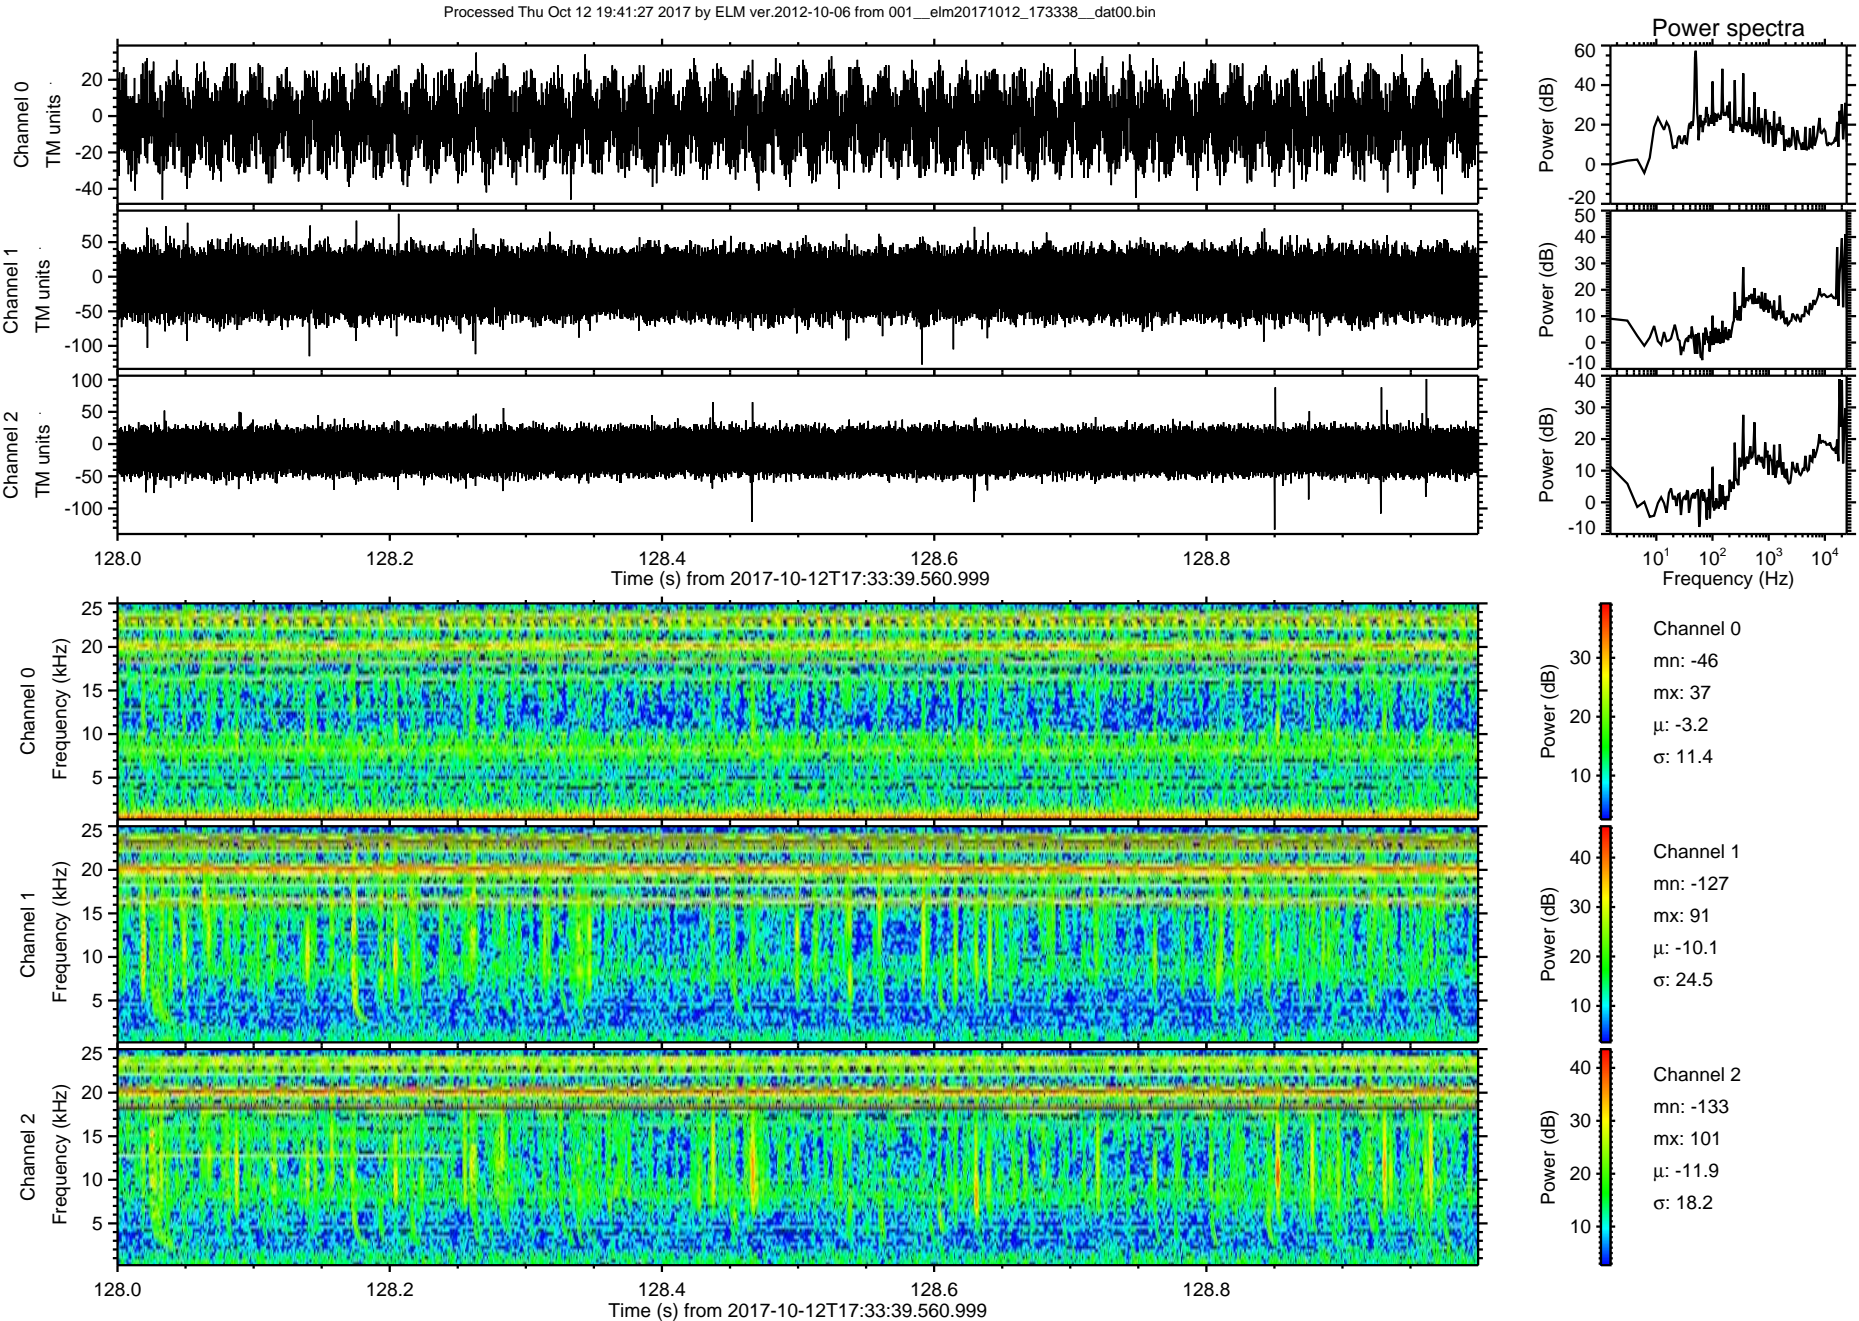 Processed Thu Oct 12 19:41:27 2017 by ELM ver.2012-10-06 from 001__elm20171012_173338__dat00.bin
Power spectra
Channel 0
TM units
20
0
-20
-40
Power (dB)
60
40
20
0
-20
Channel 1
TM units
50
0
-50
-100
Power (dB)
50
40
30
20
10
0
-10
Channel 2
TM units
100
50
0
-50
-100
Power (dB)
40
30
20
10
0
-10
128.0 128.2 128.4 128.6 128.8
Time (s) from 2017-10-12T17:33:39.560.999
10^1 10^2 10^3 10^4
Frequency (Hz)
Channel 0
Frequency (kHz)
25
20
15
10
5
Power (dB)
30
20
10
Channel 0
mn: -46
mx: 37
μ: -3.2
σ: 11.4
Channel 1
Frequency (kHz)
25
20
15
10
5
Power (dB)
40
30
20
10
Channel 1
mn: -127
mx: 91
μ: -10.1
σ: 24.5
Channel 2
Frequency (kHz)
25
20
15
10
5
Power (dB)
40
30
20
10
Channel 2
mn: -133
mx: 101
μ: -11.9
σ: 18.2
128.0 128.2 128.4 128.6 128.8
Time (s) from 2017-10-12T17:33:39.560.999